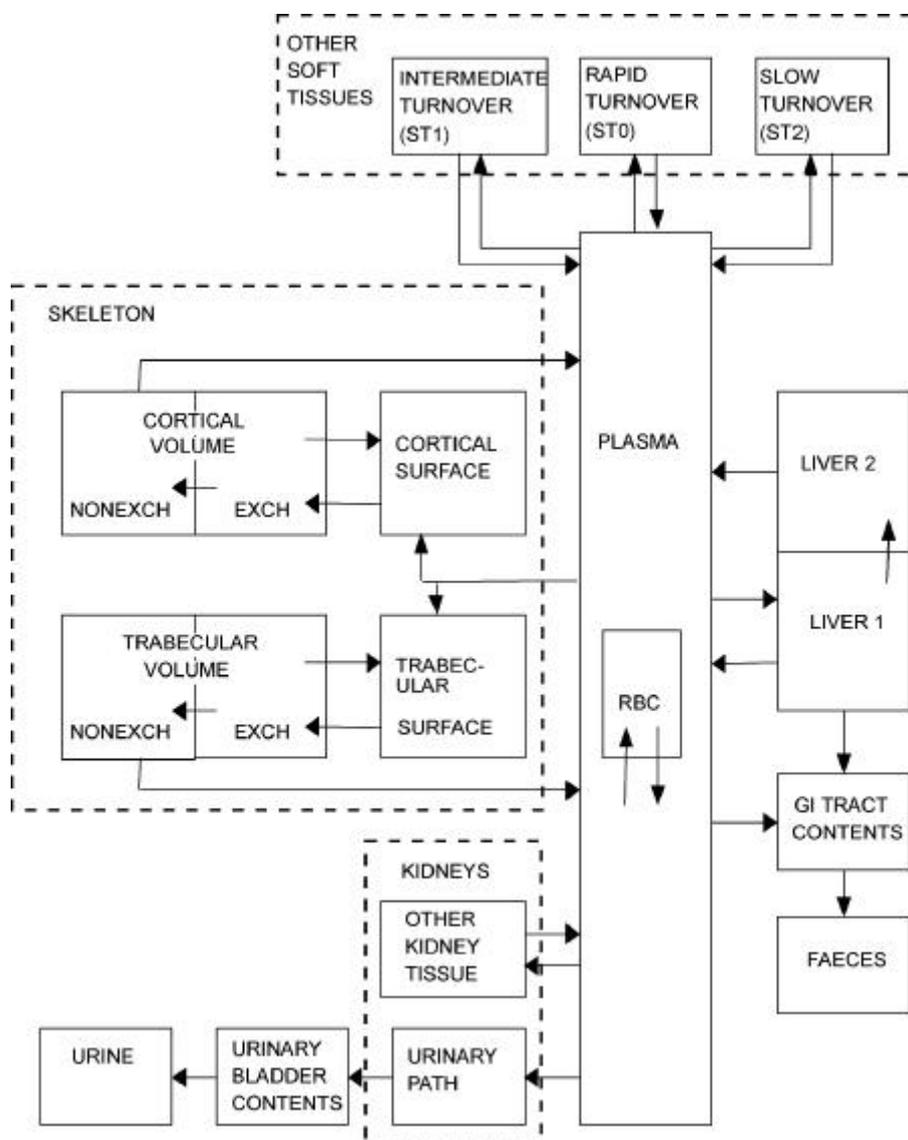 OTHER
SOFT
TISSUES
INTERMEDIATE
TURNOVER
(ST1)
RAPID
TURNOVER
(ST0)
SLOW
TURNOVER
(ST2)
SKELETON
CORTICAL
VOLUME
NONEXCH
EXCH
CORTICAL
SURFACE
PLASMA
LIVER 2
LIVER 1
TRABECULAR
VOLUME
NONEXCH
EXCH
TRABEC-
ULAR
SURFACE
RBC
GI TRACT
CONTENTS
KIDNEYS
OTHER
KIDNEY
TISSUE
FAECES
URINE
URINARY
BLADDER
CONTENTS
URINARY
PATH